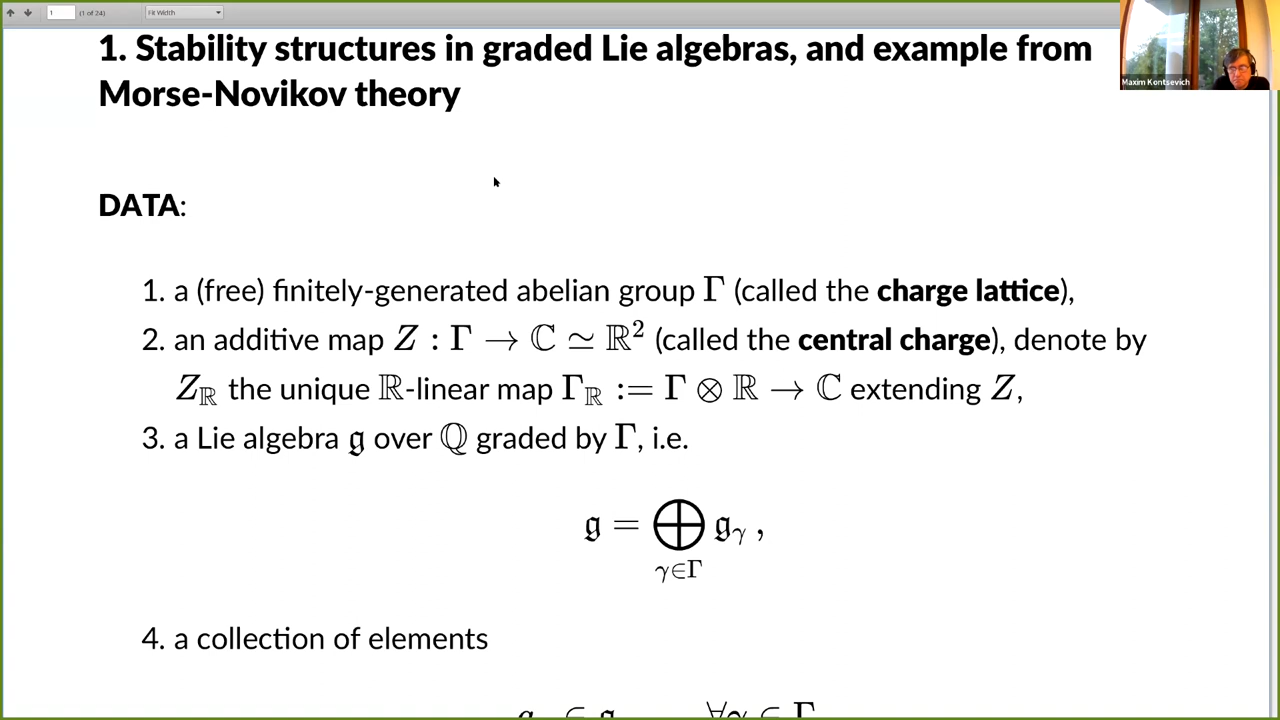 1 (1 of 24) Fit Width
1. Stability structures in graded Lie algebras, and example from
Morse-Novikov theory
Maxim Kontsevich
DATA:
1. a (free) finitely-generated abelian group Γ (called the charge lattice),
2. an additive map Z : Γ → ℂ ≃ ℝ² (called the central charge), denote by
Z_ℝ the unique ℝ-linear map Γ_ℝ := Γ ⊗ ℝ → ℂ extending Z,
3. a Lie algebra 𝔤 over ℚ graded by Γ, i.e.
𝔤 = ⨁ 𝔤_γ ,
γ∈Γ
4. a collection of elements